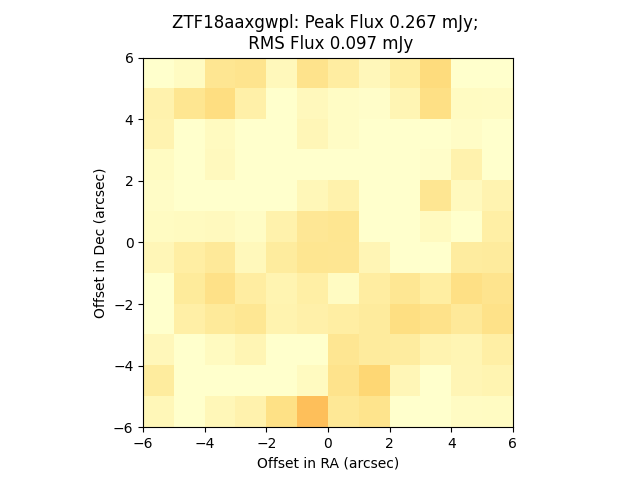 ZTF18aaxgwpl: Peak Flux 0.267 mJy;
RMS Flux 0.097 mJy
6
4
2
0
−2
−4
−6
Offset in Dec (arcsec)
−6 −4 −2 0 2 4 6
Offset in RA (arcsec)